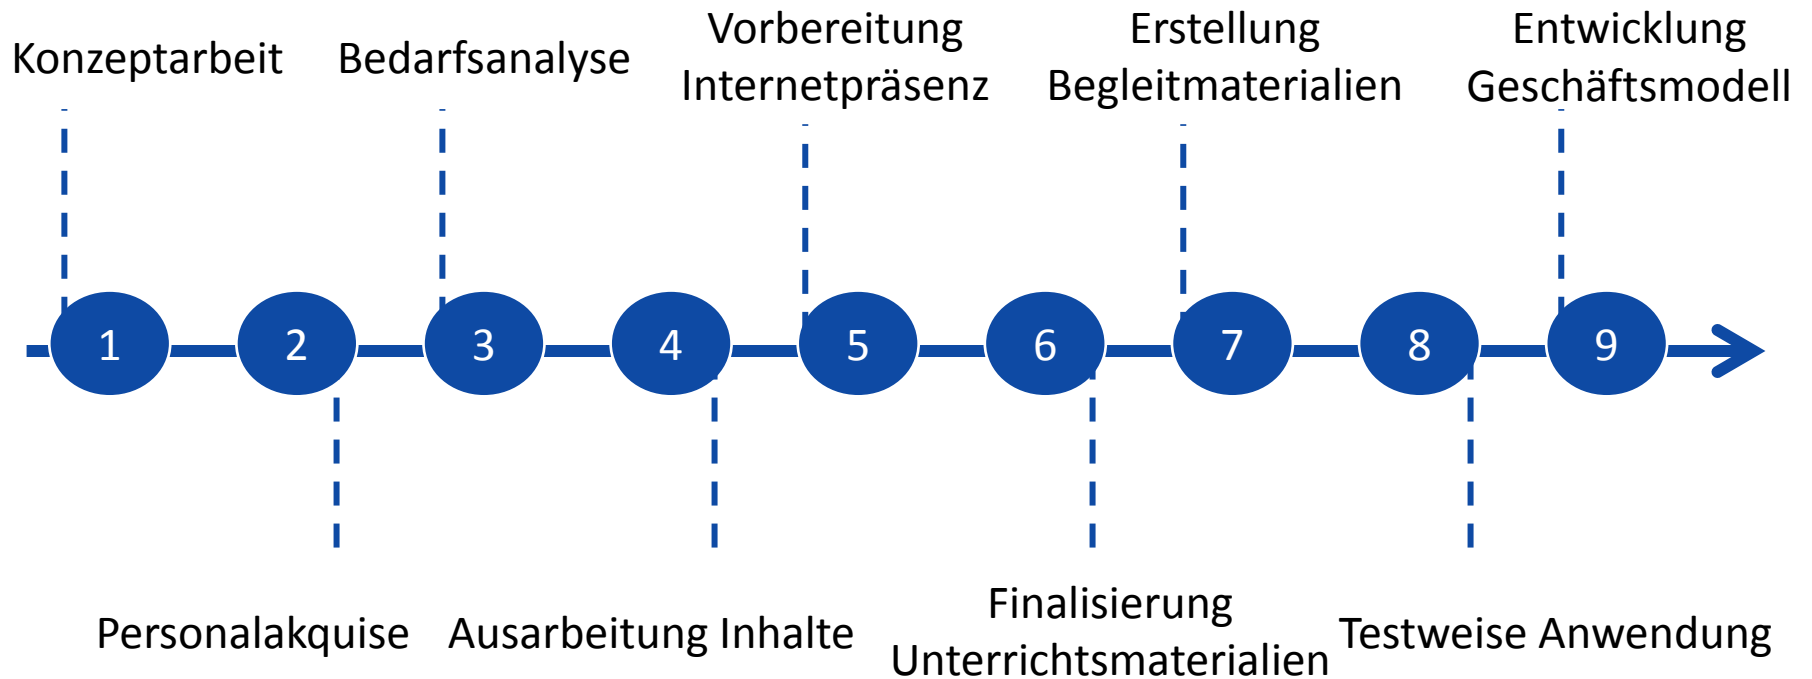 Konzeptarbeit
Bedarfsanalyse
Vorbereitung
Internetpräsenz
Erstellung
Begleitmaterialien
Entwicklung
Geschäftsmodell
1 2 3 4 5 6 7 8 9
Personalakquise
Ausarbeitung Inhalte
Finalisierung
Unterrichtsmaterialien
Testweise Anwendung